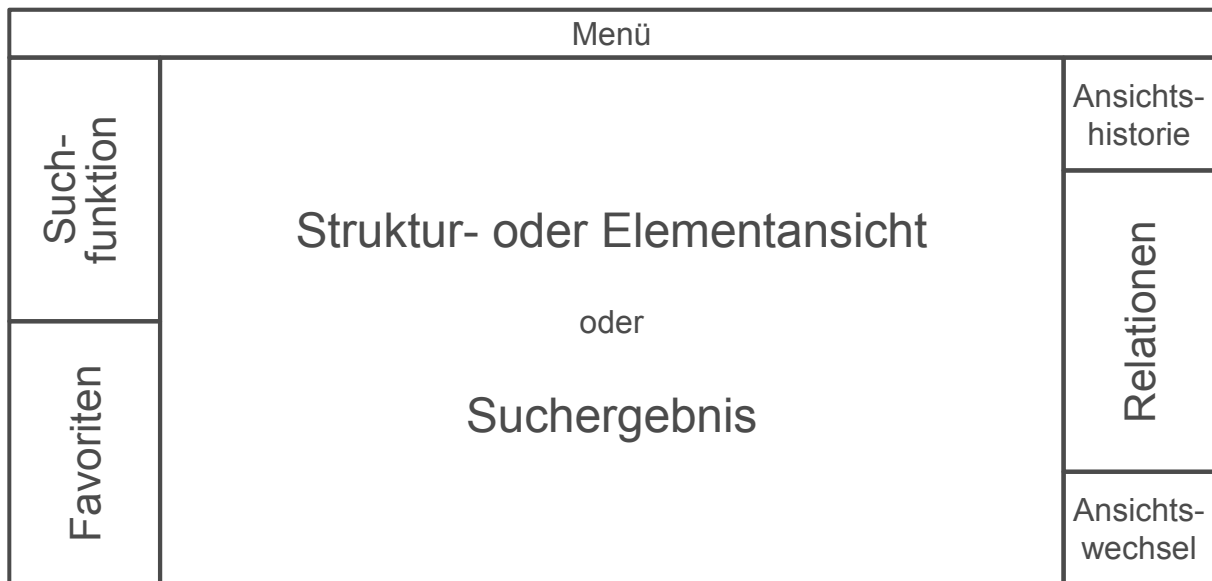 Menü
Such-
funktion
Favoriten
Struktur- oder Elementansicht
oder
Suchergebnis
Ansichts-
historie
Relationen
Ansichts-
wechsel